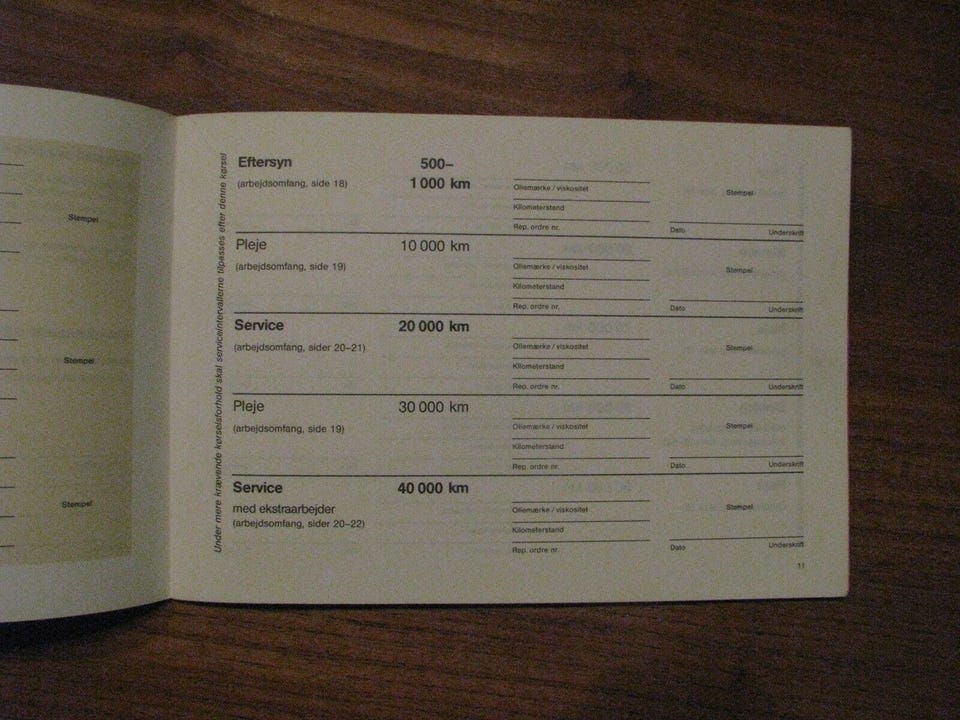 Stempel
Stempel
Stempel
Under mere krævende kørselsforhold skal serviceintervallerne tilpasses efter denne kørsel
Eftersyn 500–
(arbejdsomfang, side 18) 1 000 km
Oliemærke / viskositet Stempel
Kilometerstand
Rep. ordre nr. Dato Underskrift
Pleje 10 000 km
(arbejdsomfang, side 19)
Oliemærke / viskositet Stempel
Kilometerstand
Rep. ordre nr. Dato Underskrift
Service 20 000 km
(arbejdsomfang, sider 20–21)
Oliemærke / viskositet Stempel
Kilometerstand
Rep. ordre nr. Dato Underskrift
Pleje 30 000 km
(arbejdsomfang, side 19)
Oliemærke / viskositet Stempel
Kilometerstand
Rep. ordre nr. Dato Underskrift
Service 40 000 km
med ekstraarbejder
(arbejdsomfang, sider 20–22)
Oliemærke / viskositet Stempel
Kilometerstand
Rep. ordre nr. Dato Underskrift
11